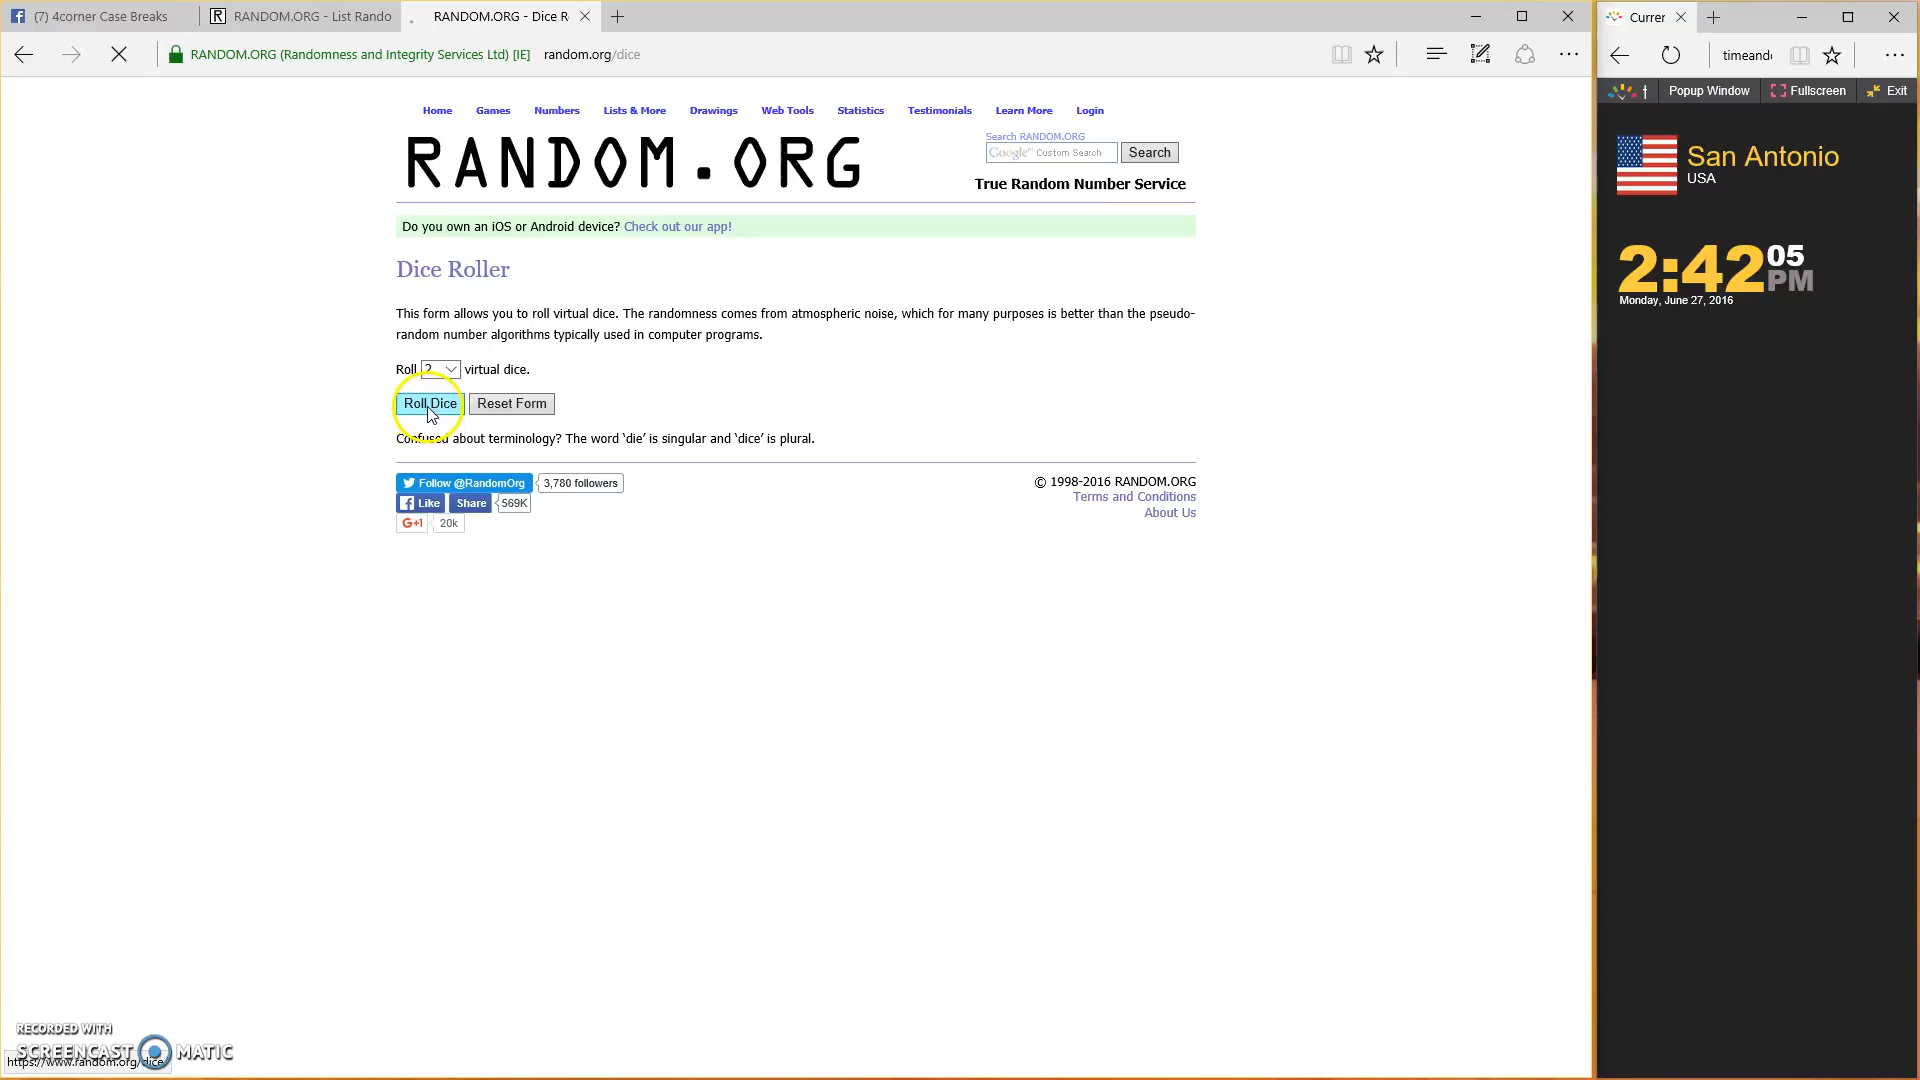 (7) 4corner Case Breaks
RANDOM.ORG - List Rando
RANDOM.ORG - Dice R
Curren
RANDOM.ORG (Randomness and Integrity Services Ltd) [IE]
random.org/dice
timeand
Popup Window
Fullscreen
Exit
Home
Games
Numbers
Lists & More
Drawings
Web Tools
Statistics
Testimonials
Learn More
Login
RANDOM.ORG
Search RANDOM.ORG
Google™ Custom Search
Search
True Random Number Service
Do you own an iOS or Android device? Check out our app!
Dice Roller
This form allows you to roll virtual dice. The randomness comes from atmospheric noise, which for many purposes is better than the pseudo-
random number algorithms typically used in computer programs.
Roll 2 virtual dice.
Roll Dice
Reset Form
Confused about terminology? The word ‘die’ is singular and ‘dice’ is plural.
Follow @RandomOrg
3,780 followers
Like
Share
569K
G+1
20k
© 1998-2016 RANDOM.ORG
Terms and Conditions
About Us
San Antonio
USA
2:42 05 PM
Monday, June 27, 2016
RECORDED WITH
SCREENCAST MATIC
https://www.random.org/dice